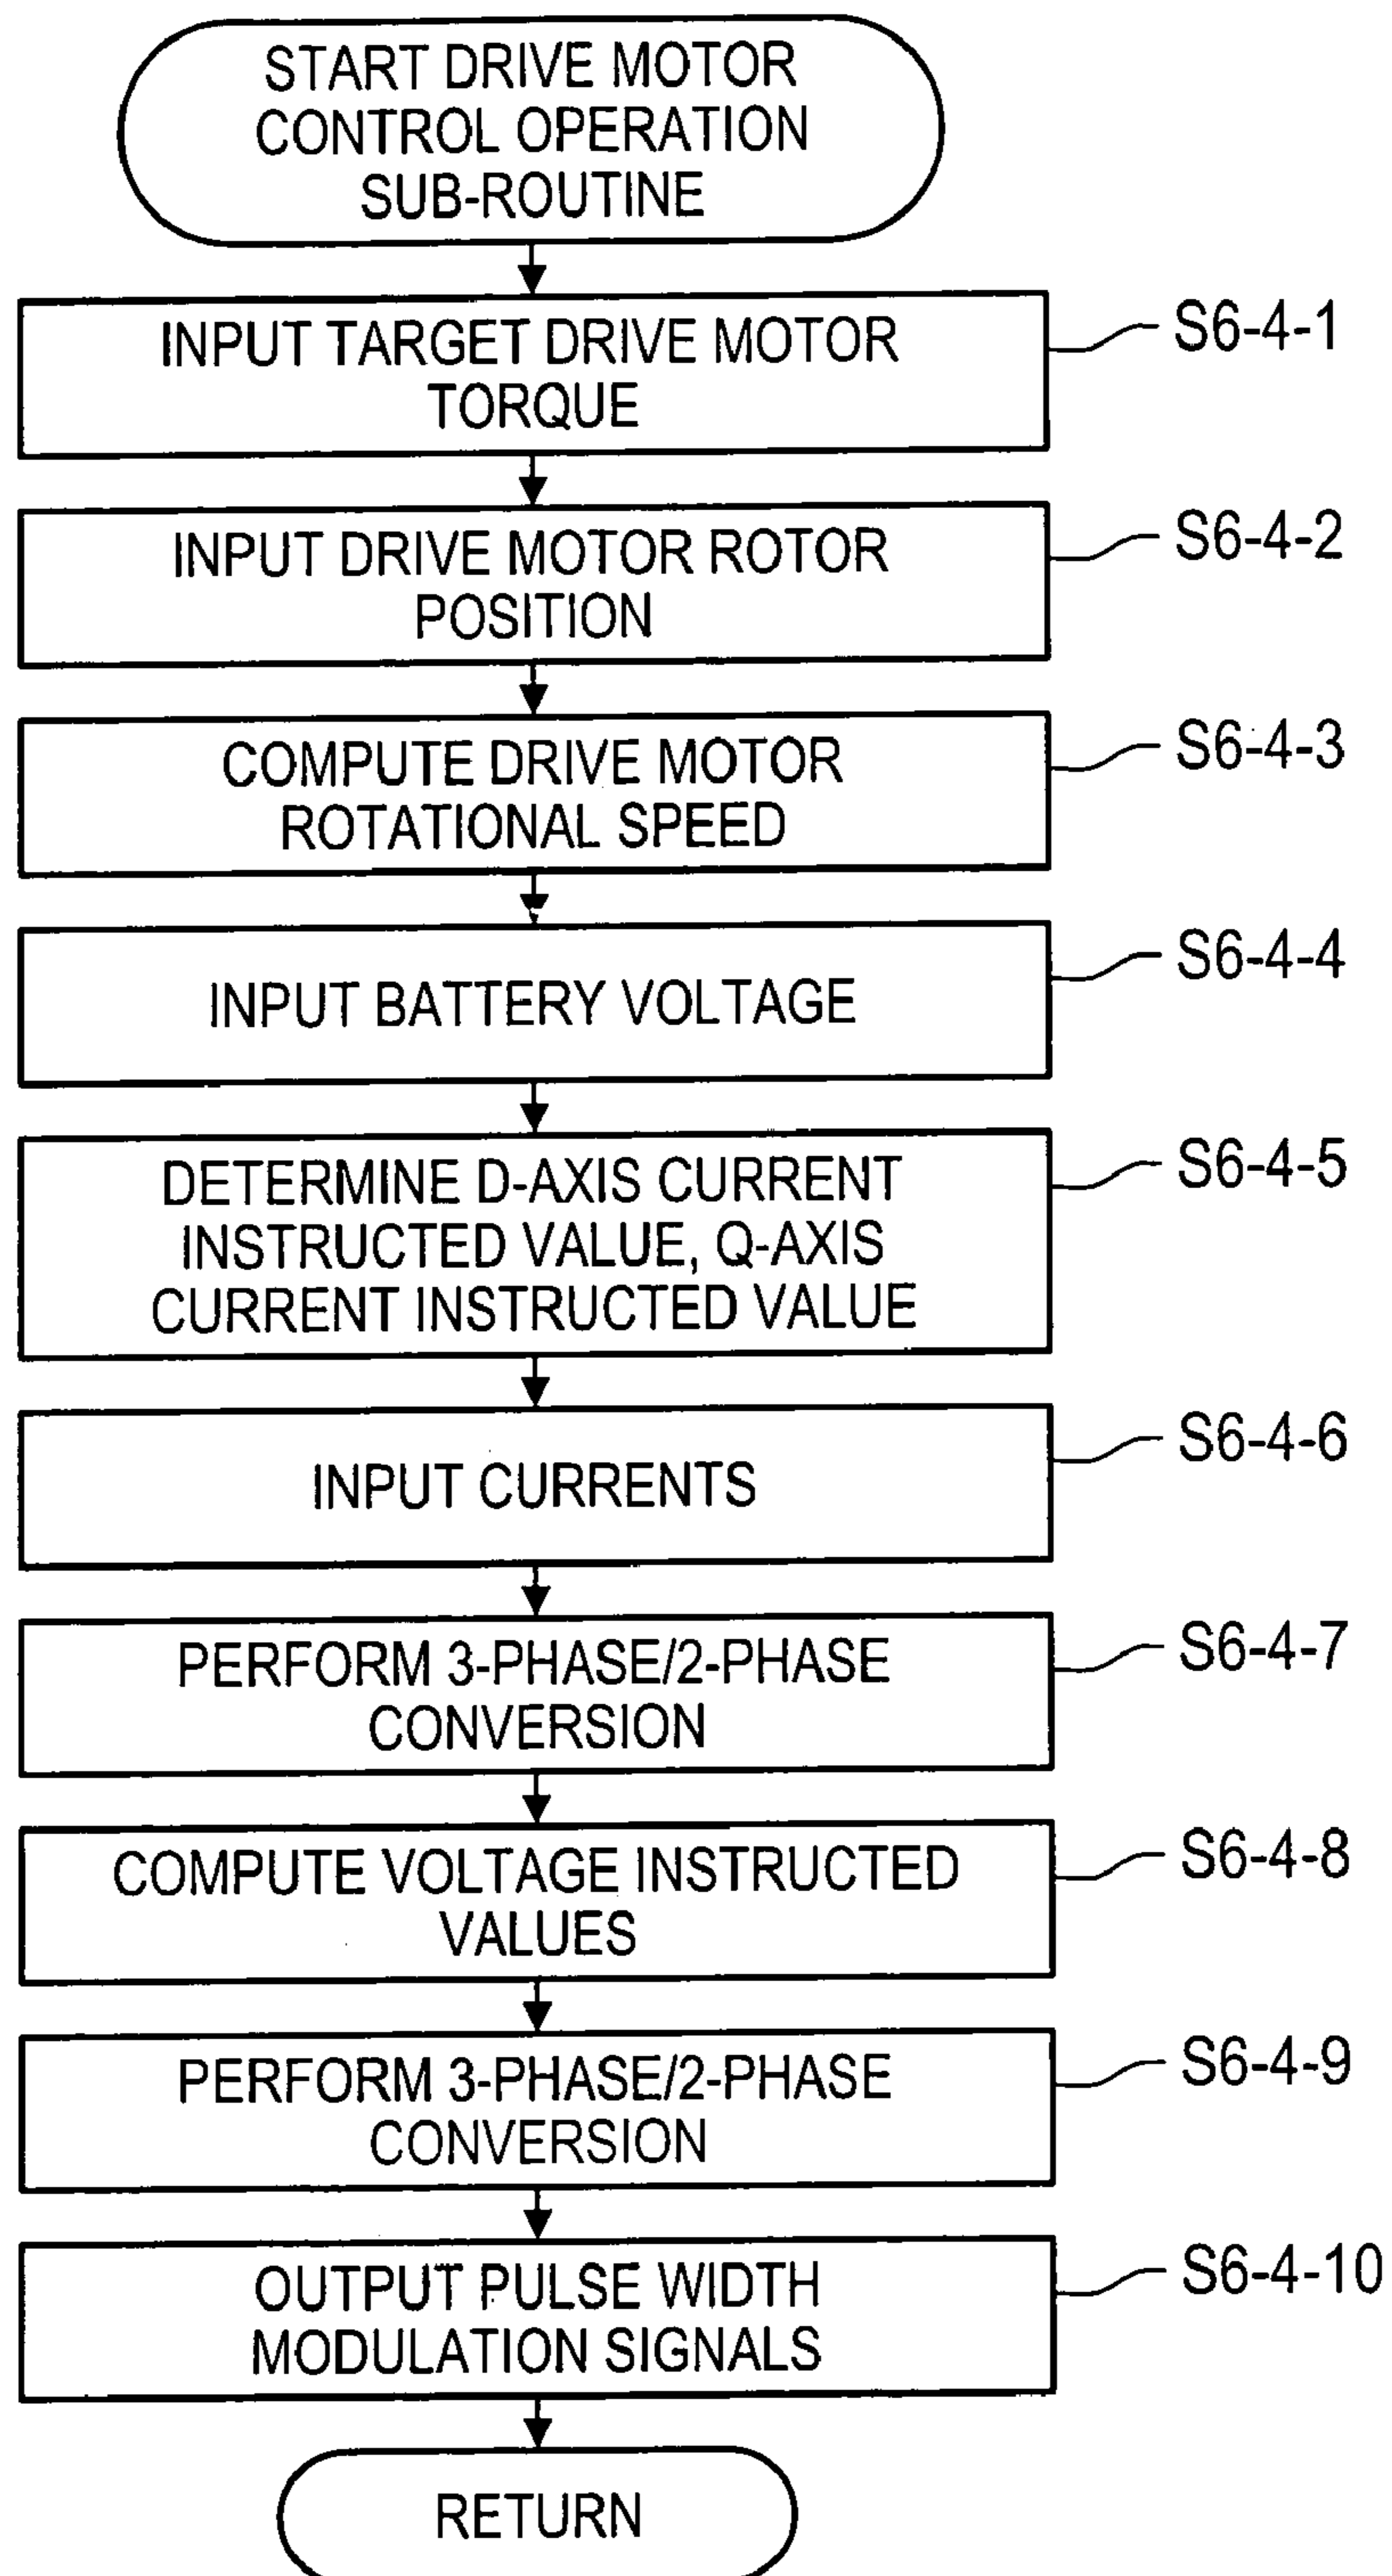 START DRIVE MOTOR
CONTROL OPERATION
SUB-ROUTINE
INPUT TARGET DRIVE MOTOR
TORQUE
S6-4-1
INPUT DRIVE MOTOR ROTOR
POSITION
S6-4-2
COMPUTE DRIVE MOTOR
ROTATIONAL SPEED
S6-4-3
INPUT BATTERY VOLTAGE
S6-4-4
DETERMINE D-AXIS CURRENT
INSTRUCTED VALUE, Q-AXIS
CURRENT INSTRUCTED VALUE
S6-4-5
INPUT CURRENTS
S6-4-6
PERFORM 3-PHASE/2-PHASE
CONVERSION
S6-4-7
COMPUTE VOLTAGE INSTRUCTED
VALUES
S6-4-8
PERFORM 3-PHASE/2-PHASE
CONVERSION
S6-4-9
OUTPUT PULSE WIDTH
MODULATION SIGNALS
S6-4-10
RETURN